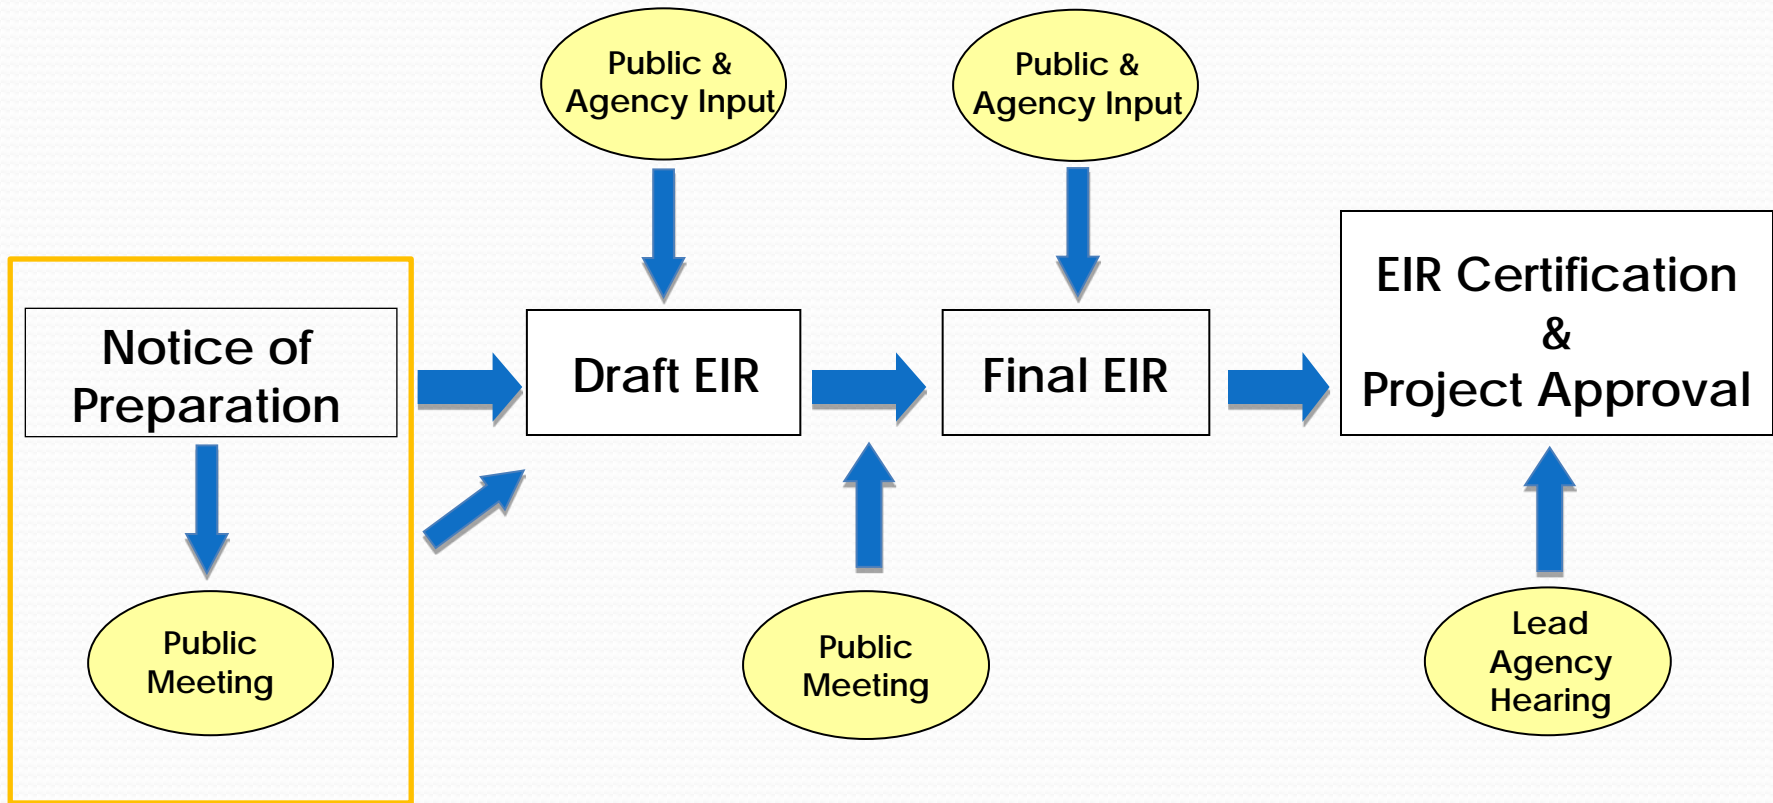 Public &
Agency Input
Public &
Agency Input
Notice of
Preparation
Draft EIR
Final EIR
EIR Certification
&
Project Approval
Public
Meeting
Public
Meeting
Lead
Agency
Hearing